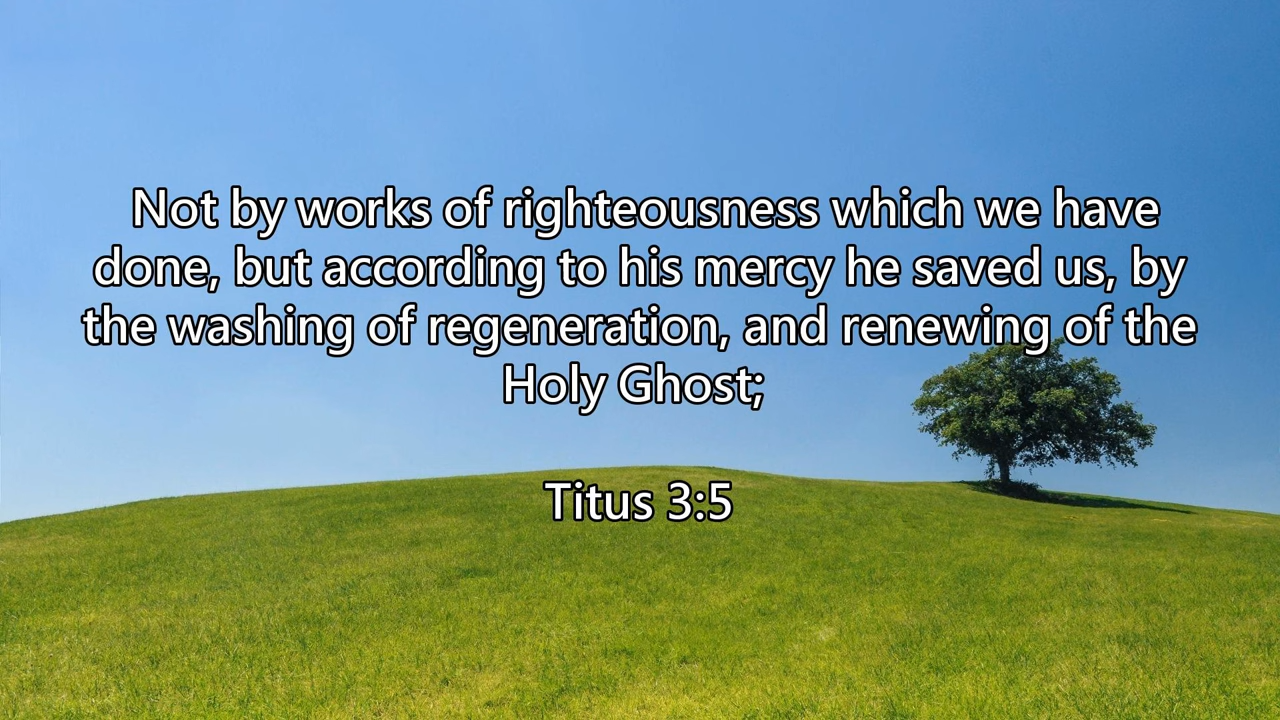 Not by works of righteousness which we have
done, but according to his mercy he saved us, by
the washing of regeneration, and renewing of the
Holy Ghost;
Titus 3:5